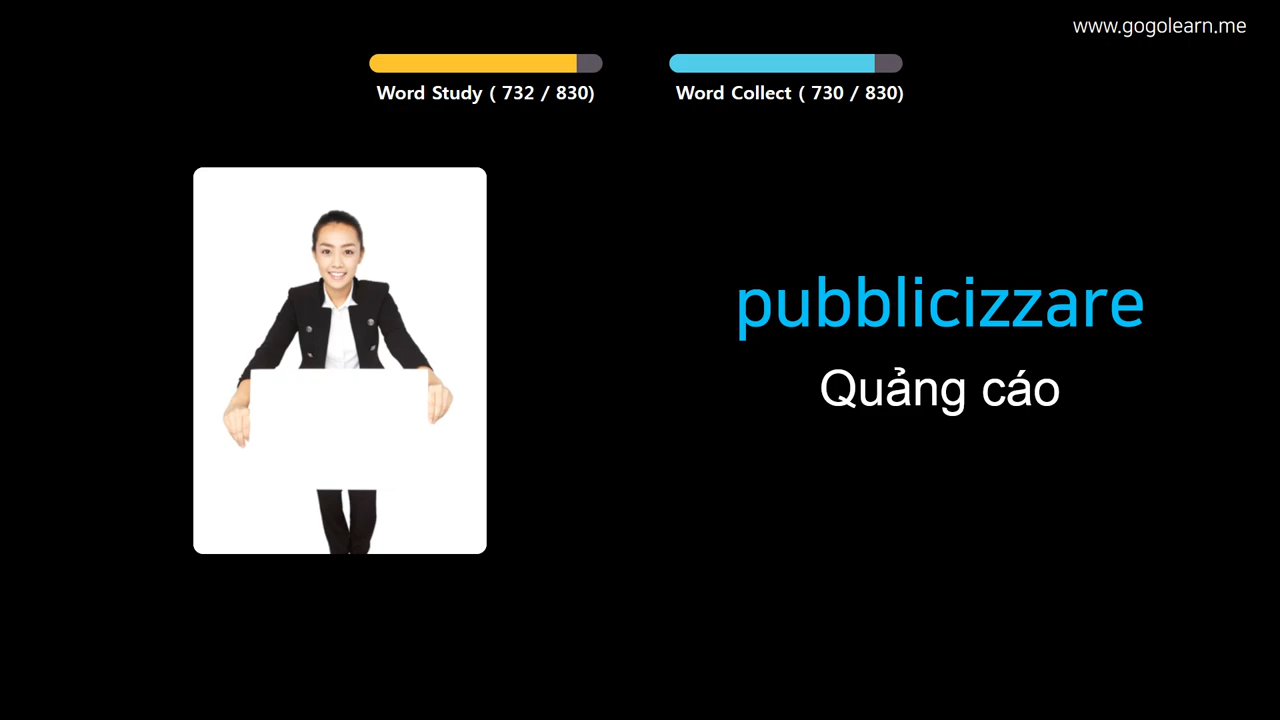 www.gogolearn.me
Word Study ( 732 / 830)
Word Collect ( 730 / 830)
pubblicizzare
Quảng cáo